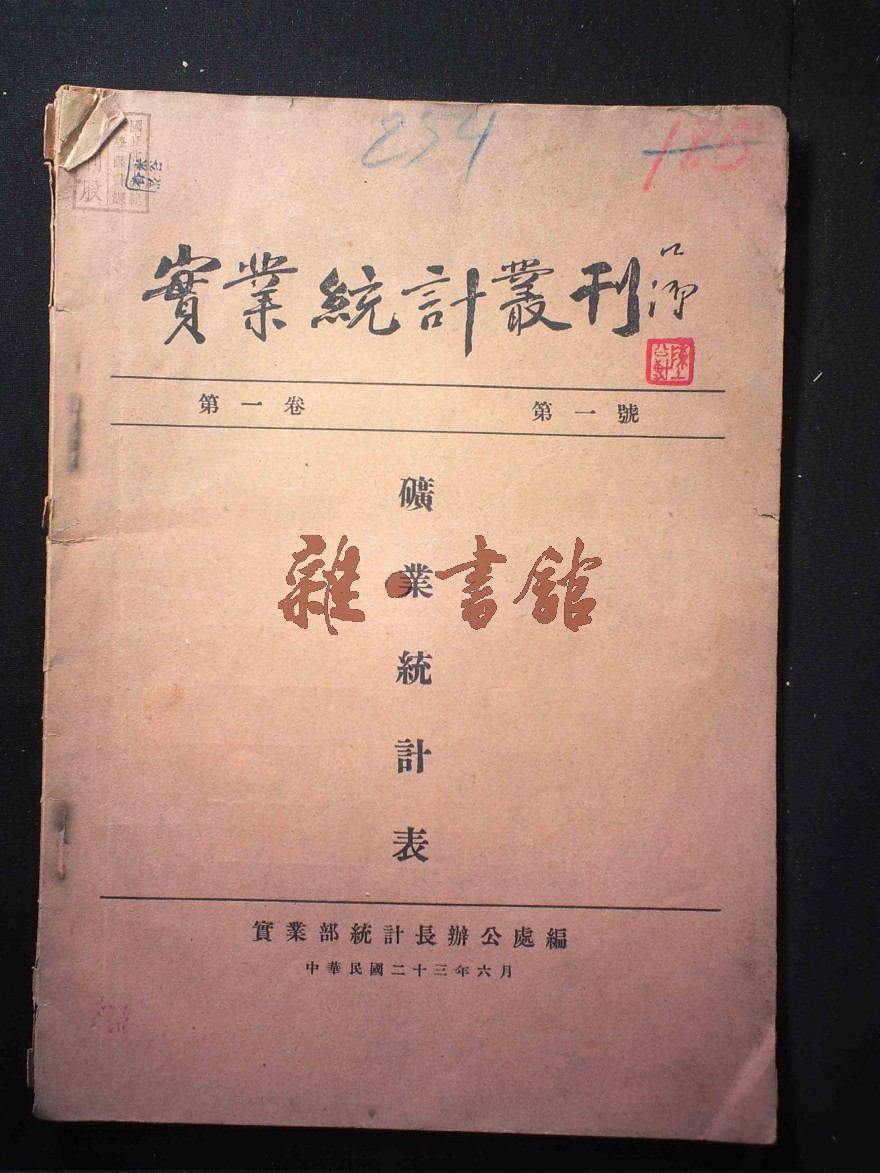 254
185
實業統計叢刊
第一卷 第一號
礦業統計表
雜·書館
實業部統計長辦公處編
中華民國二十三年六月